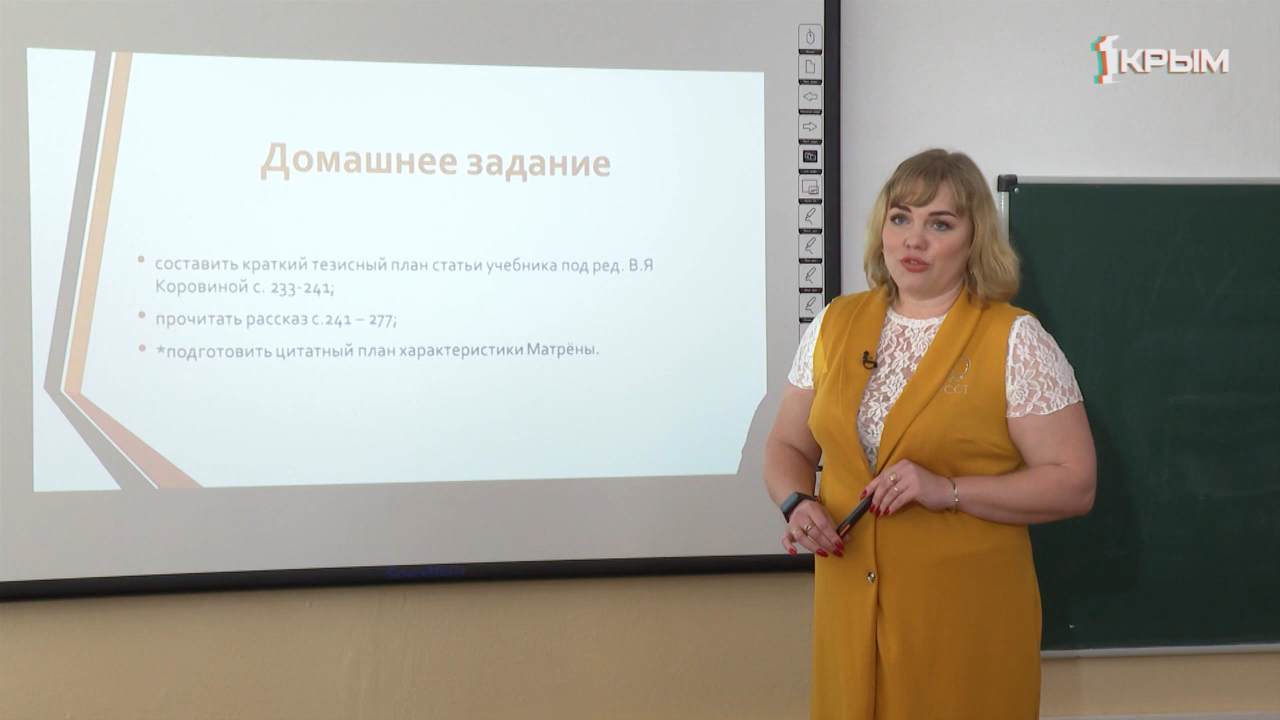 1КРЫМ
Домашнее задание
составить краткий тезисный план статьи учебника под ред. В.Я
Коровиной с. 233-241;
прочитать рассказ с.241 – 277;
*подготовить цитатный план характеристики Матрёны.